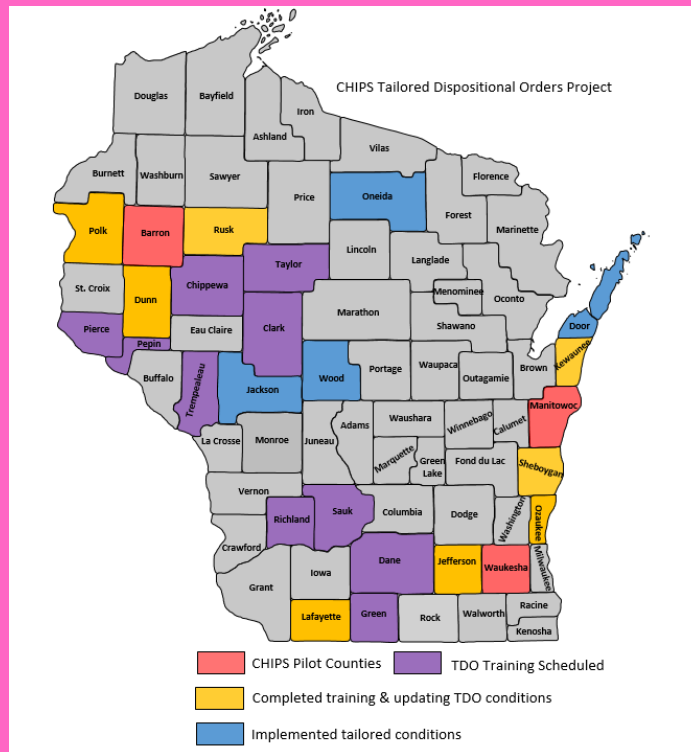 CHIPS Tailored Dispositional Orders Project
Douglas
Bayfield
Iron
Ashland
Vilas
Burnett
Washburn
Sawyer
Price
Oneida
Florence
Forest
Marinette
Polk
Barron
Rusk
Lincoln
Langlade
Taylor
Chippewa
St. Croix
Dunn
Menominee
Oconto
Marathon
Shawano
Pierce
Pepin
Eau Claire
Clark
Door
Kewaunee
Buffalo
Trempealeau
Jackson
Wood
Portage
Waupaca
Outagamie
Brown
Manitowoc
La Crosse
Monroe
Juneau
Adams
Waushara
Winnebago
Calumet
Marquette
Green
Lake
Fond du Lac
Sheboygan
Vernon
Richland
Sauk
Columbia
Dodge
Washington
Ozaukee
Crawford
Grant
Iowa
Dane
Jefferson
Waukesha
Milwaukee
Lafayette
Green
Rock
Walworth
Racine
Kenosha
CHIPS Pilot Counties
TDO Training Scheduled
Completed training & updating TDO conditions
Implemented tailored conditions